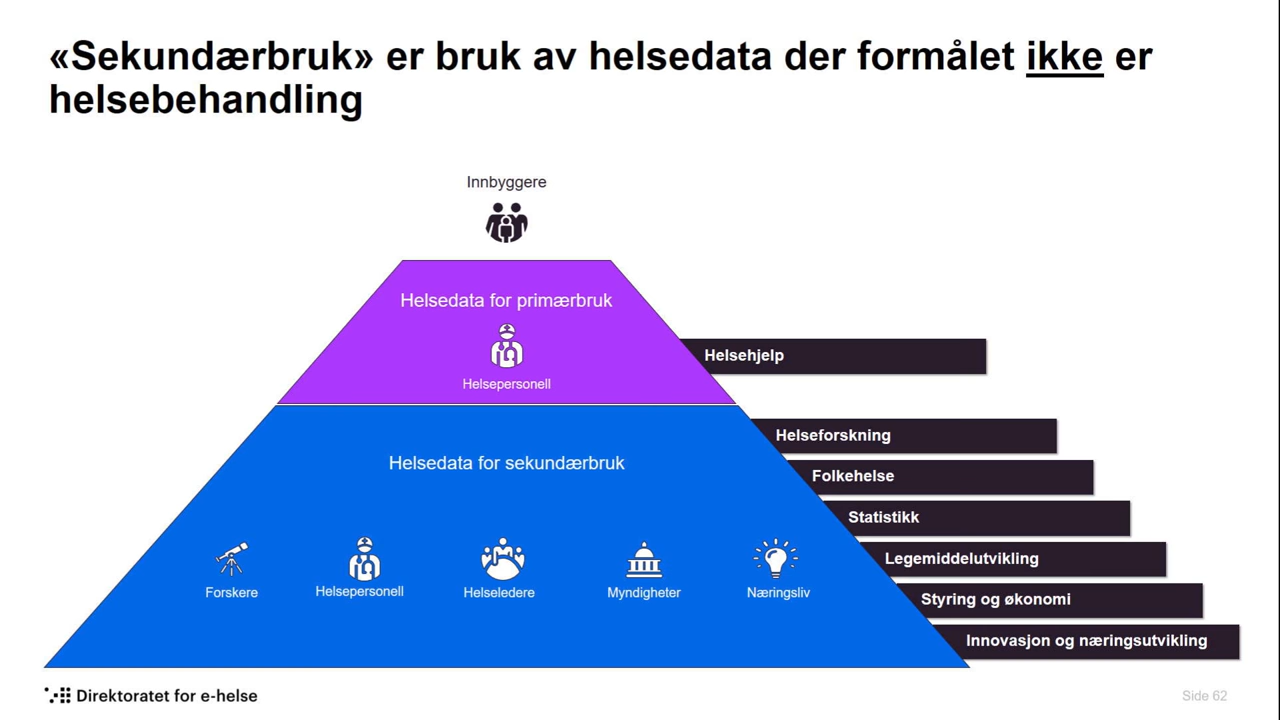 «Sekundærbruk» er bruk av helsedata der formålet ikke er
helsebehandling
Innbyggere
Helsedata for primærbruk
Helsepersonell
Helsehjelp
Helsedata for sekundærbruk
Forskere
Helsepersonell
Helseledere
Myndigheter
Næringsliv
Helseforskning
Folkehelse
Statistikk
Legemiddelutvikling
Styring og økonomi
Innovasjon og næringsutvikling
Direktoratet for e-helse
Side 62